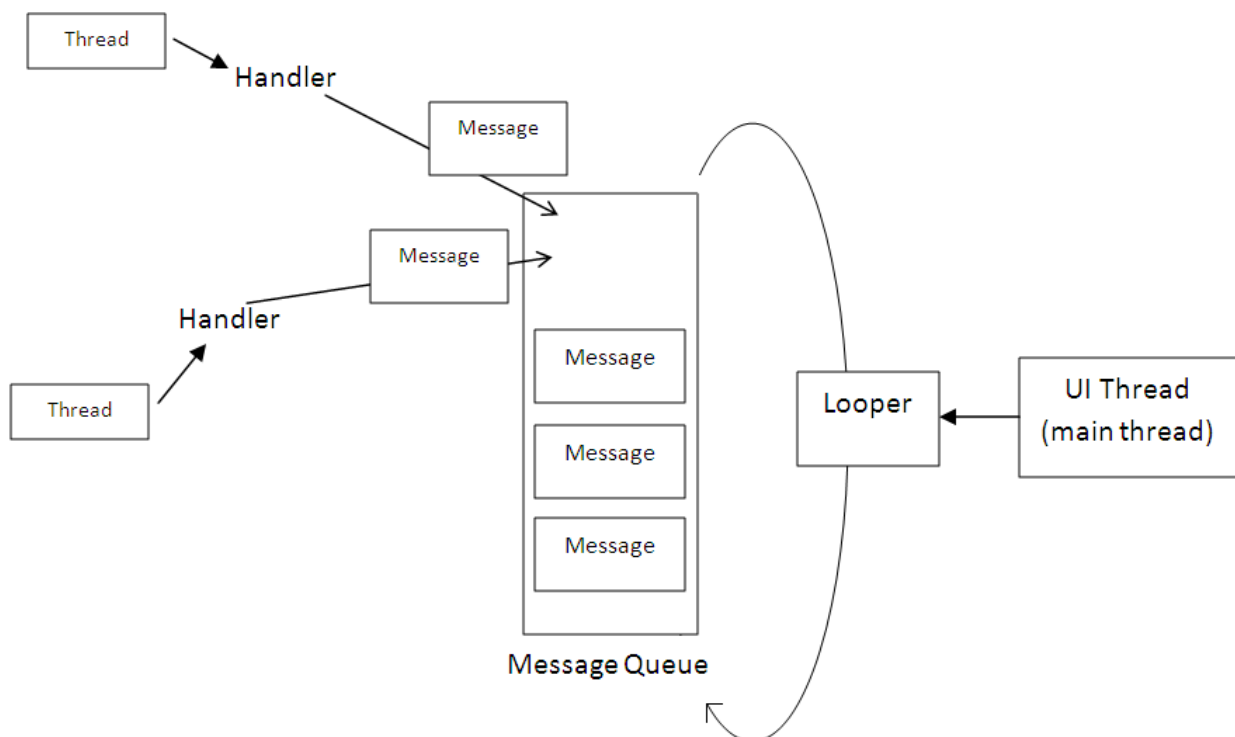 Thread
Handler
Message
Message
Handler
Thread
Message
Message
Message
Message Queue
Looper
UI Thread
(main thread)